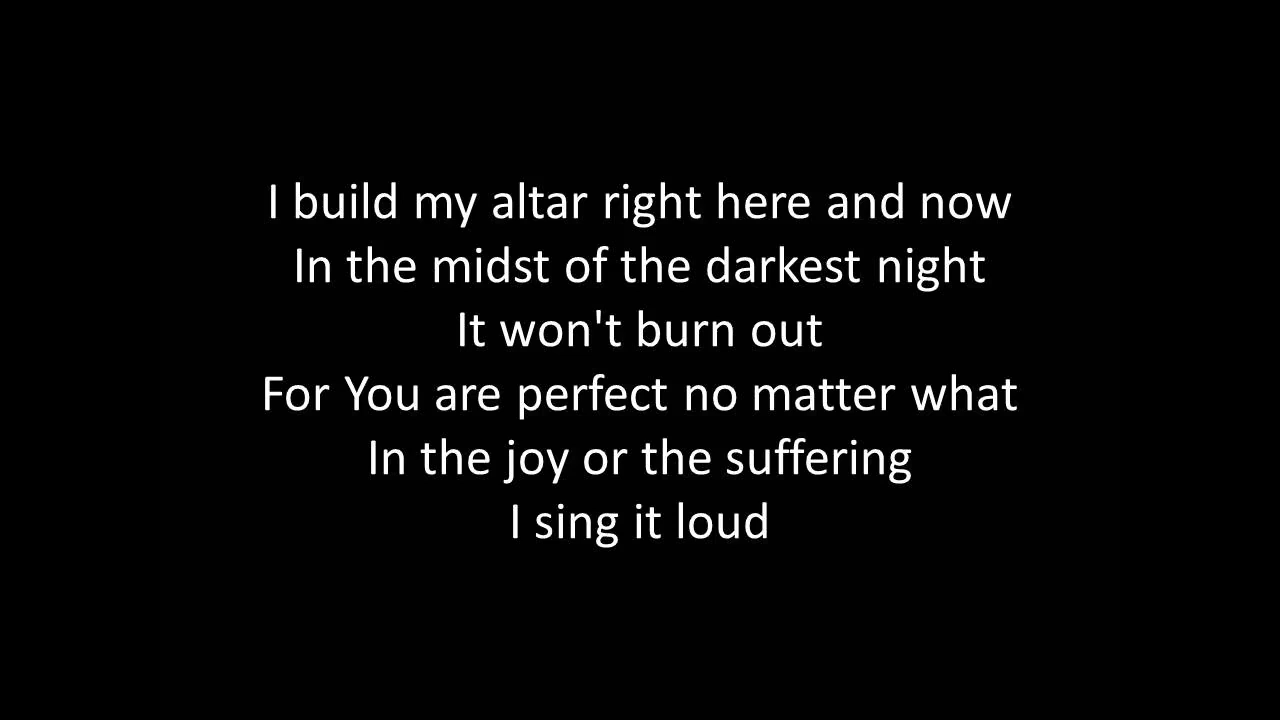 I build my altar right here and now
In the midst of the darkest night
It won't burn out
For You are perfect no matter what
In the joy or the suffering
I sing it loud